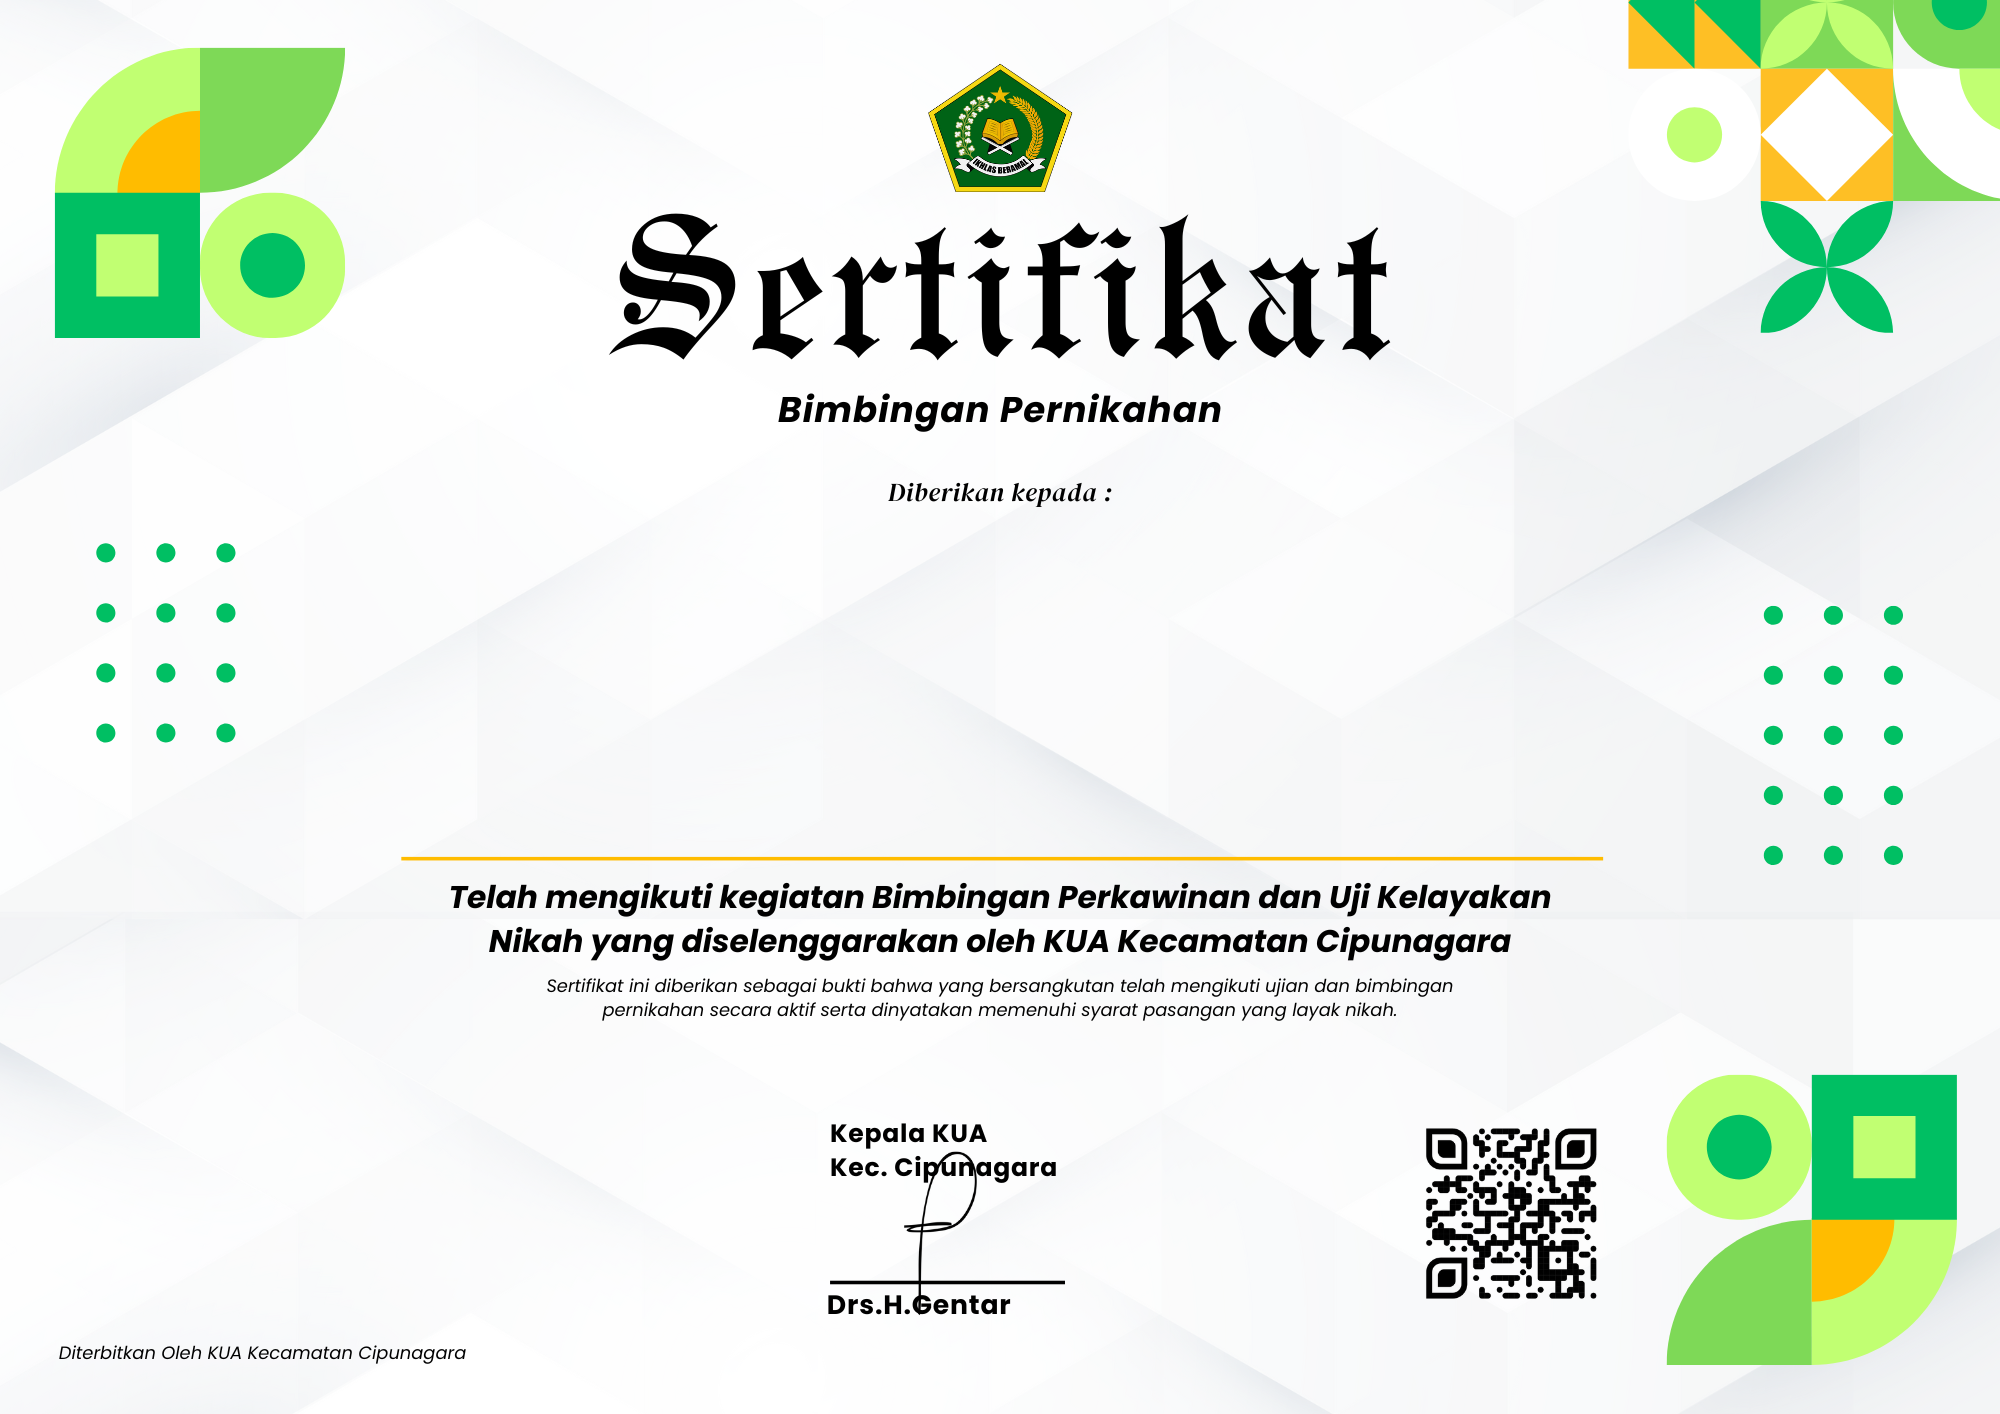 IKHLAS BERAMAL
Sertifikat
Bimbingan Pernikahan
Diberikan kepada :
Telah mengikuti kegiatan Bimbingan Perkawinan dan Uji Kelayakan
Nikah yang diselenggarakan oleh KUA Kecamatan Cipunagara
Sertifikat ini diberikan sebagai bukti bahwa yang bersangkutan telah mengikuti ujian dan bimbingan
pernikahan secara aktif serta dinyatakan memenuhi syarat pasangan yang layak nikah.
Kepala KUA
Kec. Cipunagara
Drs.H.Gentar
Diterbitkan Oleh KUA Kecamatan Cipunagara